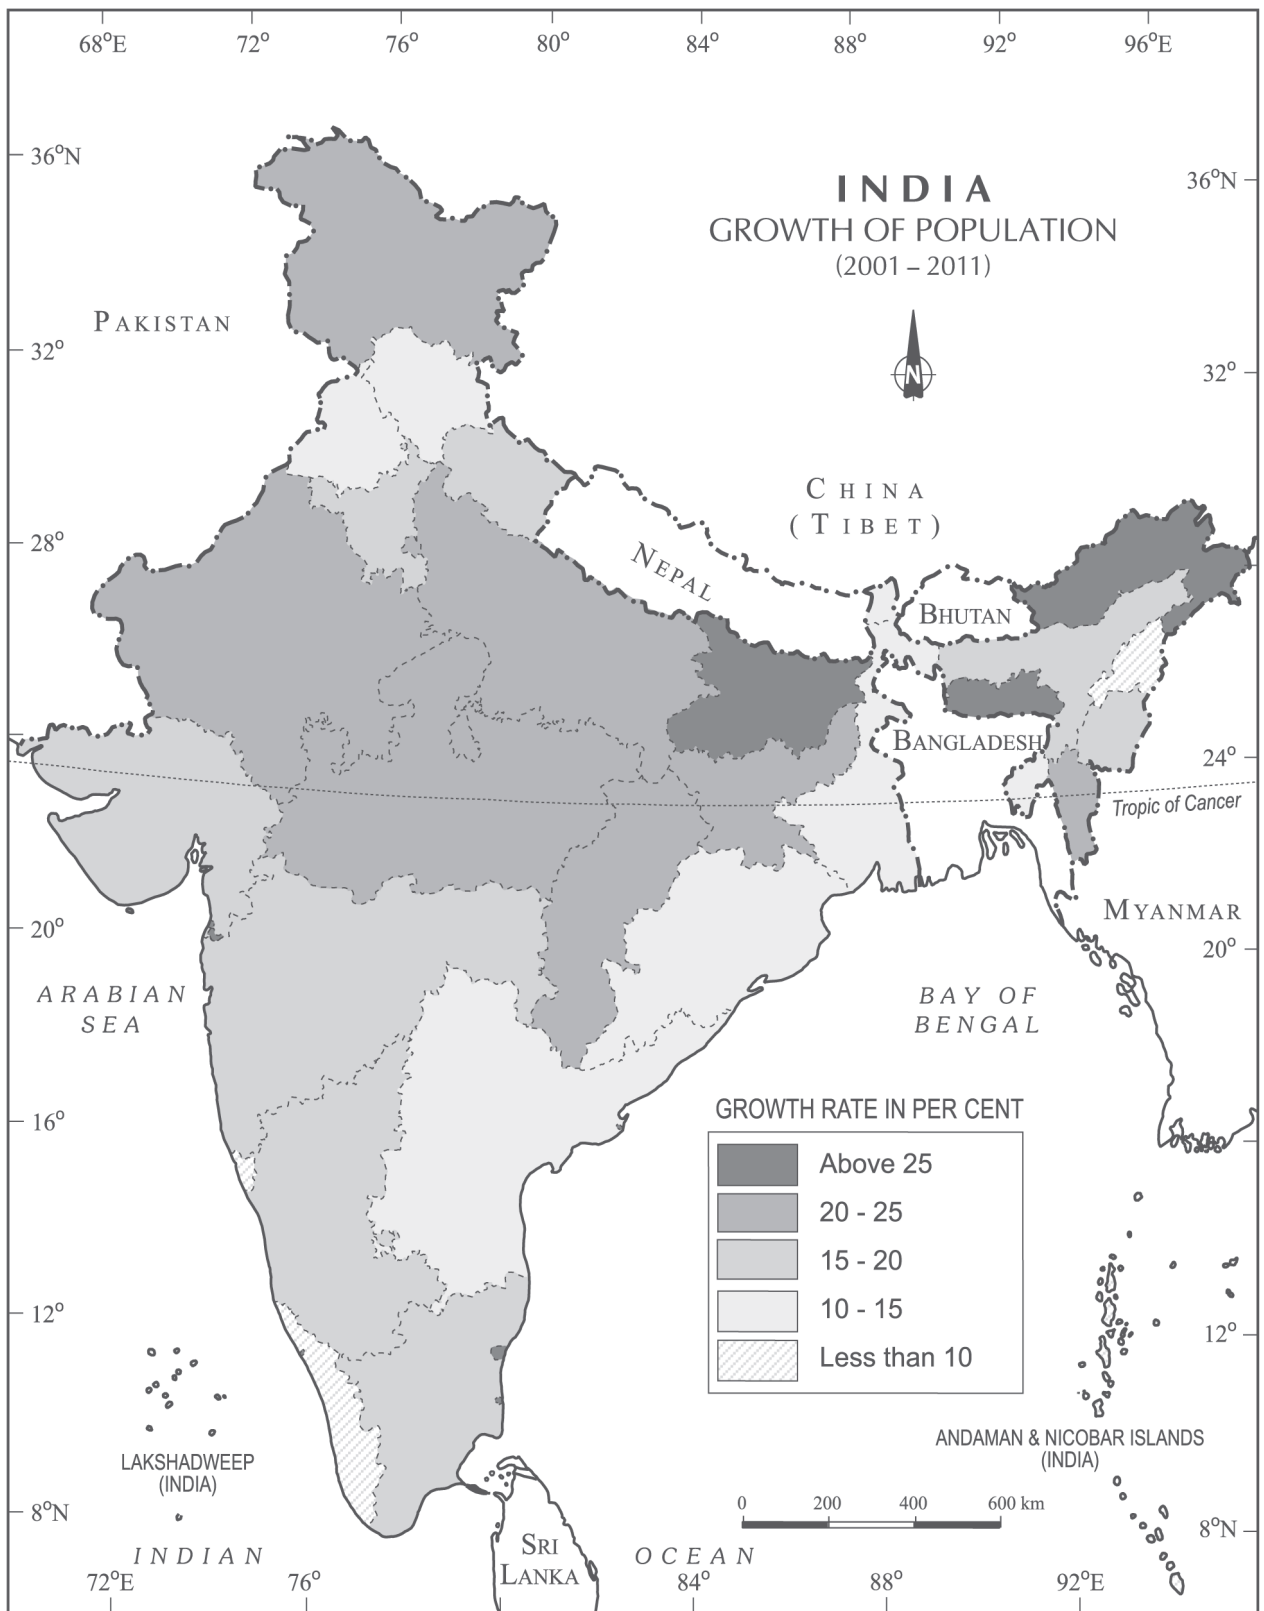 68°E 72° 76° 80° 84° 88° 92° 96°E
36°N
36°N
INDIA
GROWTH OF POPULATION
(2001 – 2011)
PAKISTAN
N
32°
32°
CHINA
(TIBET)
28°
NEPAL
BHUTAN
BANGLADESH
24°
Tropic of Cancer
MYANMAR
20°
20°
ARABIAN
SEA
BAY OF
BENGAL
16°
GROWTH RATE IN PER CENT
Above 25
20 - 25
15 - 20
10 - 15
Less than 10
12°
12°
LAKSHADWEEP
(INDIA)
ANDAMAN & NICOBAR ISLANDS
(INDIA)
0 200 400 600 km
8°N
8°N
INDIAN OCEAN
SRI
LANKA
72°E 76° 84° 88° 92°E